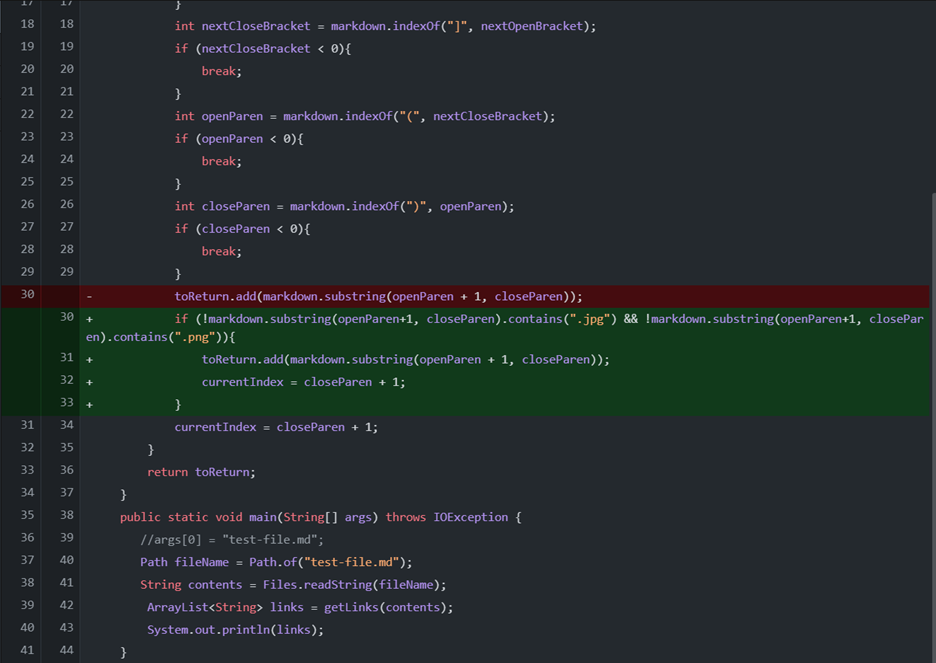 17 17 }
18 18 int nextCloseBracket = markdown.indexOf("]", nextOpenBracket);
19 19 if (nextCloseBracket < 0){
20 20 break;
21 21 }
22 22 int openParen = markdown.indexOf("(", nextCloseBracket);
23 23 if (openParen < 0){
24 24 break;
25 25 }
26 26 int closeParen = markdown.indexOf(")", openParen);
27 27 if (closeParen < 0){
28 28 break;
29 29 }
30 - toReturn.add(markdown.substring(openParen + 1, closeParen));
30 + if (!markdown.substring(openParen+1, closeParen).contains(".jpg") && !markdown.substring(openParen+1, closePar
en).contains(".png")){
31 + toReturn.add(markdown.substring(openParen + 1, closeParen));
32 + currentIndex = closeParen + 1;
33 + }
31 34 currentIndex = closeParen + 1;
32 35 }
33 36 return toReturn;
34 37 }
35 38 public static void main(String[] args) throws IOException {
36 39 //args[0] = "test-file.md";
37 40 Path fileName = Path.of("test-file.md");
38 41 String contents = Files.readString(fileName);
39 42 ArrayList<String> links = getLinks(contents);
40 43 System.out.println(links);
41 44 }